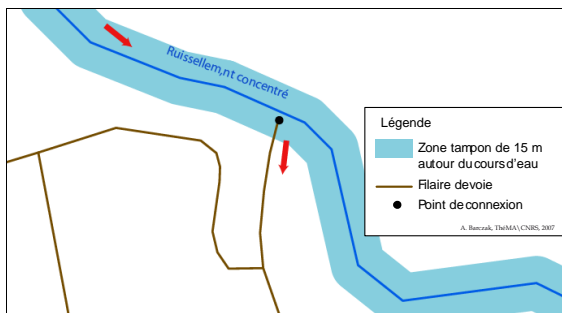 Ruissellem,nt concentré
Légende
Zone tampon de 15 m
autour du cours d'eau
Filaire de voie
Point de connexion
A. Barczak, ThéMA\CNRS, 2007